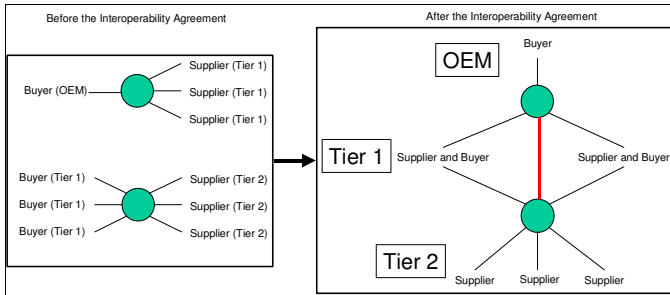 Before the Interoperability Agreement
After the Interoperability Agreement
Supplier (Tier 1)
Buyer (OEM)
Supplier (Tier 1)
Supplier (Tier 1)
Buyer (Tier 1)
Supplier (Tier 2)
Buyer (Tier 1)
Supplier (Tier 2)
Buyer (Tier 1)
Supplier (Tier 2)
Buyer
OEM
Tier 1
Supplier and Buyer
Supplier and Buyer
Tier 2
Supplier
Supplier
Supplier